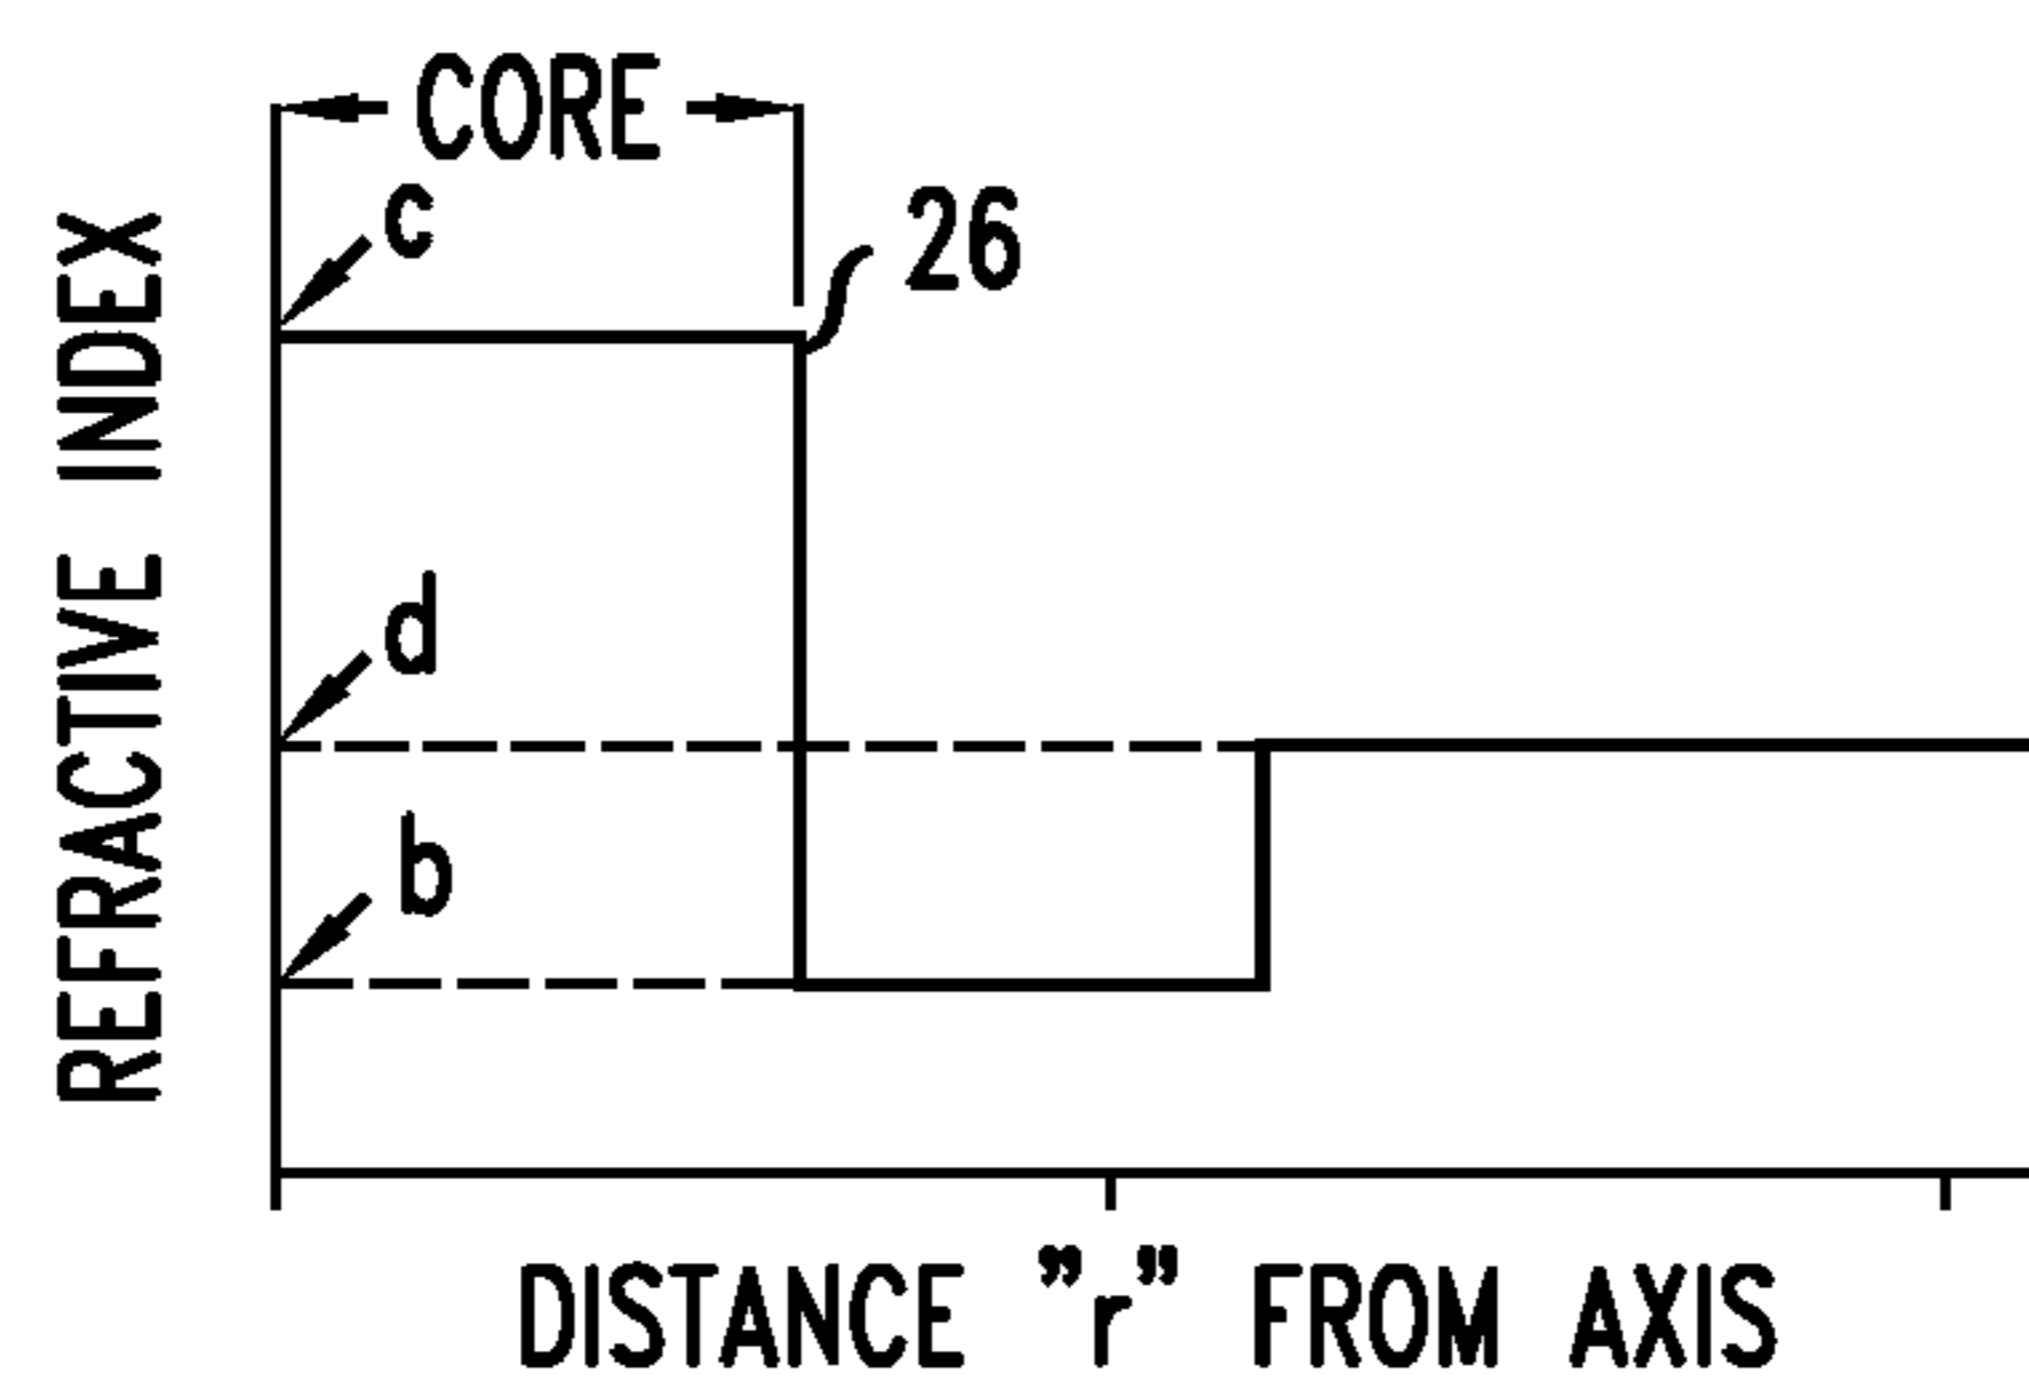 CORE
c
26
REFRACTIVE INDEX
d
b
DISTANCE "r" FROM AXIS